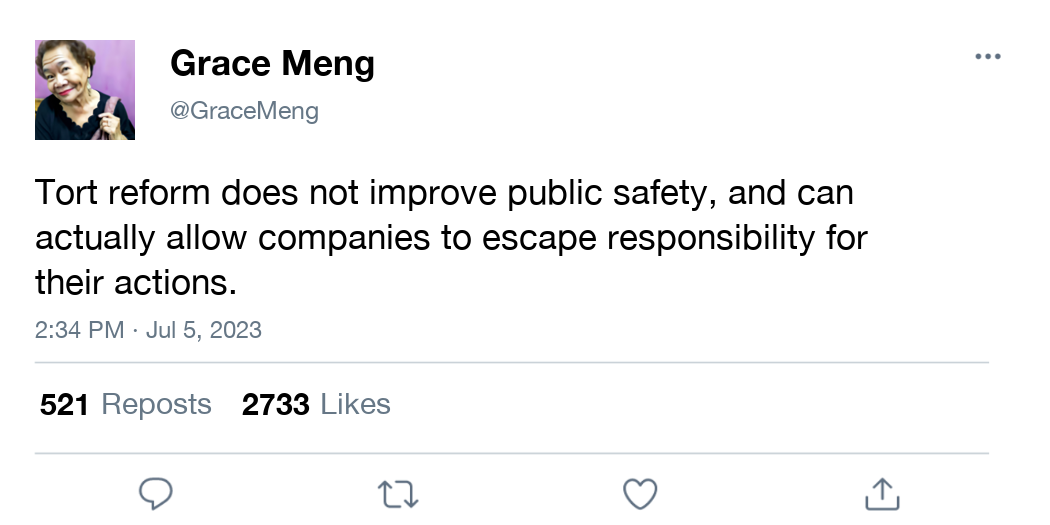 Grace Meng
@GraceMeng
Tort reform does not improve public safety, and can
actually allow companies to escape responsibility for
their actions.
2:34 PM · Jul 5, 2023
521 Reposts 2733 Likes